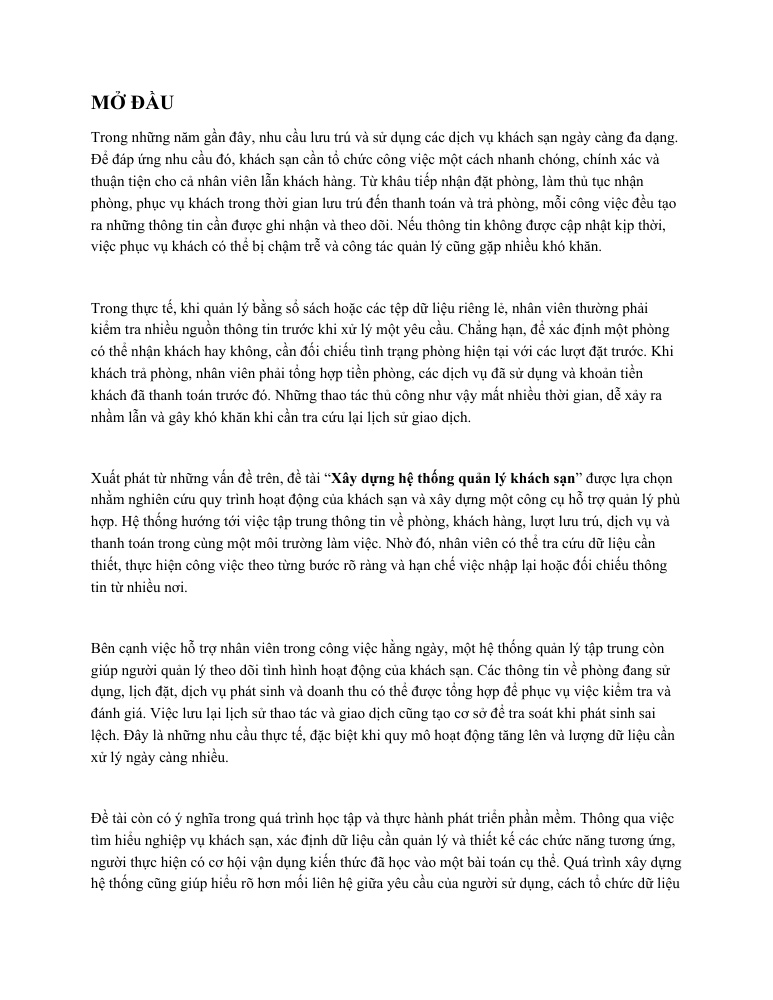 MỞ ĐẦU
Trong những năm gần đây, nhu cầu lưu trú và sử dụng các dịch vụ khách sạn ngày càng đa dạng.
Để đáp ứng nhu cầu đó, khách sạn cần tổ chức công việc một cách nhanh chóng, chính xác và
thuận tiện cho cả nhân viên lẫn khách hàng. Từ khâu tiếp nhận đặt phòng, làm thủ tục nhận
phòng, phục vụ khách trong thời gian lưu trú đến thanh toán và trả phòng, mỗi công việc đều tạo
ra những thông tin cần được ghi nhận và theo dõi. Nếu thông tin không được cập nhật kịp thời,
việc phục vụ khách có thể bị chậm trễ và công tác quản lý cũng gặp nhiều khó khăn.
Trong thực tế, khi quản lý bằng sổ sách hoặc các tệp dữ liệu riêng lẻ, nhân viên thường phải
kiểm tra nhiều nguồn thông tin trước khi xử lý một yêu cầu. Chẳng hạn, để xác định một phòng
có thể nhận khách hay không, cần đối chiếu tình trạng phòng hiện tại với các lượt đặt trước. Khi
khách trả phòng, nhân viên phải tổng hợp tiền phòng, các dịch vụ đã sử dụng và khoản tiền
khách đã thanh toán trước đó. Những thao tác thủ công như vậy mất nhiều thời gian, dễ xảy ra
nhầm lẫn và gây khó khăn khi cần tra cứu lại lịch sử giao dịch.
Xuất phát từ những vấn đề trên, đề tài “Xây dựng hệ thống quản lý khách sạn” được lựa chọn
nhằm nghiên cứu quy trình hoạt động của khách sạn và xây dựng một công cụ hỗ trợ quản lý phù
hợp. Hệ thống hướng tới việc tập trung thông tin về phòng, khách hàng, lượt lưu trú, dịch vụ và
thanh toán trong cùng một môi trường làm việc. Nhờ đó, nhân viên có thể tra cứu dữ liệu cần
thiết, thực hiện công việc theo từng bước rõ ràng và hạn chế việc nhập lại hoặc đối chiếu thông
tin từ nhiều nơi.
Bên cạnh việc hỗ trợ nhân viên trong công việc hằng ngày, một hệ thống quản lý tập trung còn
giúp người quản lý theo dõi tình hình hoạt động của khách sạn. Các thông tin về phòng đang sử
dụng, lịch đặt, dịch vụ phát sinh và doanh thu có thể được tổng hợp để phục vụ việc kiểm tra và
đánh giá. Việc lưu lại lịch sử thao tác và giao dịch cũng tạo cơ sở để tra soát khi phát sinh sai
lệch. Đây là những nhu cầu thực tế, đặc biệt khi quy mô hoạt động tăng lên và lượng dữ liệu cần
xử lý ngày càng nhiều.
Đề tài còn có ý nghĩa trong quá trình học tập và thực hành phát triển phần mềm. Thông qua việc
tìm hiểu nghiệp vụ khách sạn, xác định dữ liệu cần quản lý và thiết kế các chức năng tương ứng,
người thực hiện có cơ hội vận dụng kiến thức đã học vào một bài toán cụ thể. Quá trình xây dựng
hệ thống cũng giúp hiểu rõ hơn mối liên hệ giữa yêu cầu của người sử dụng, cách tổ chức dữ liệu